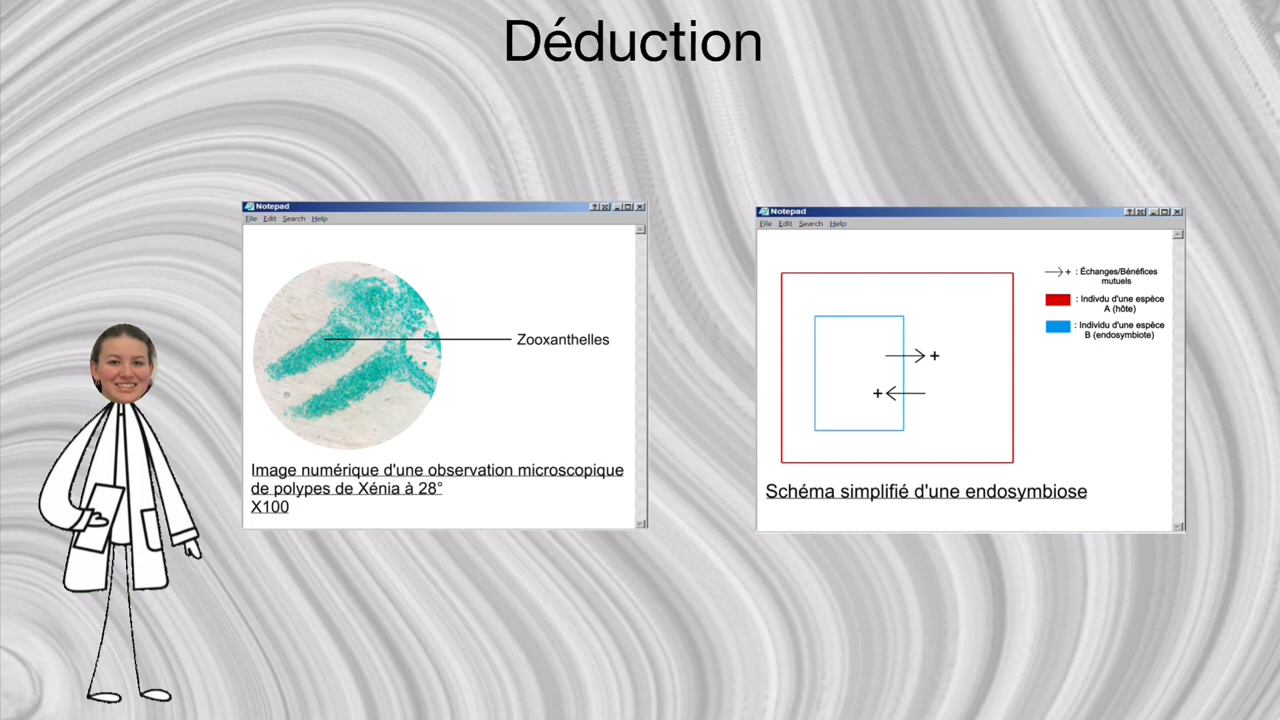 Déduction
Notepad
File Edit Search Help
Zooxanthelles
Image numérique d'une observation microscopique
de polypes de Xénia à 28°
X100
Notepad
File Edit Search Help
+ : Échanges/Bénéfices
mutuels
: Indivdu d'une espèce
A (hôte)
: Individu d'une espèce
B (endosymbiote)
+
+
Schéma simplifié d'une endosymbiose